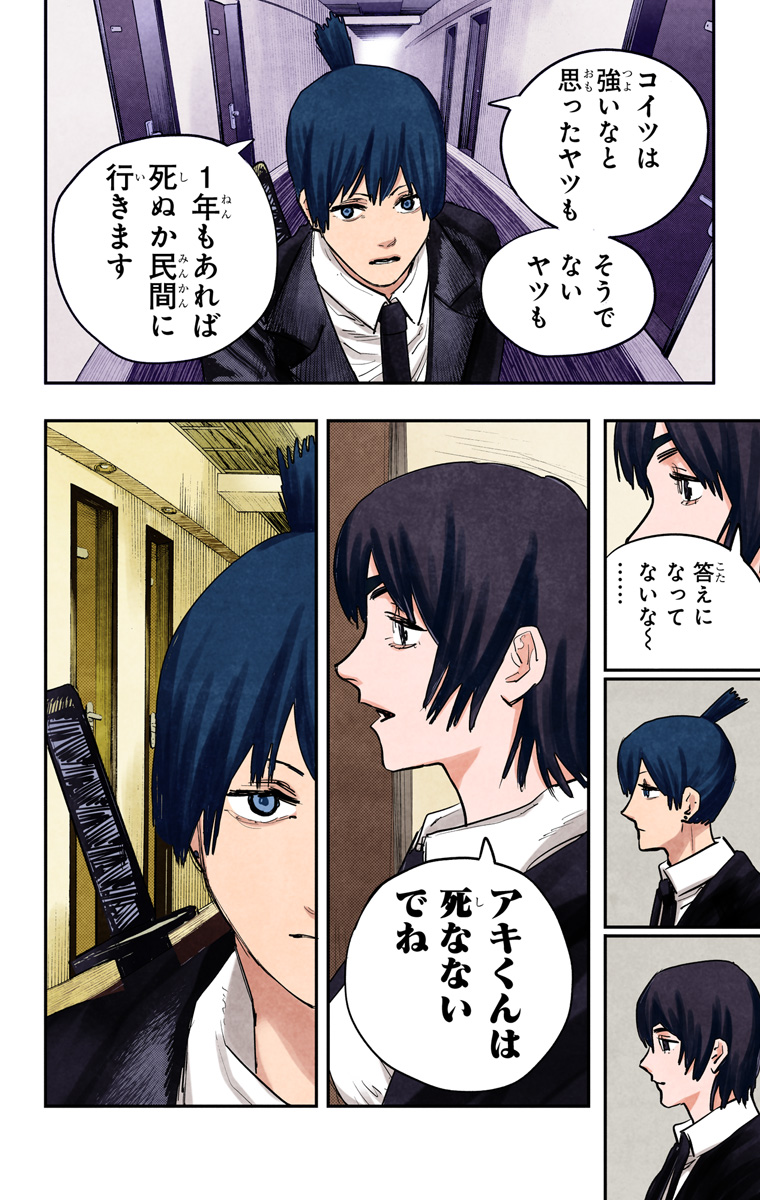 コイツは
強いなと
思ったヤツも
そうで
ない
ヤツも
1年もあれば
死ぬか民間に
行きます
答えに
なって
ないな〜
……
アキくんは
死なない
でね